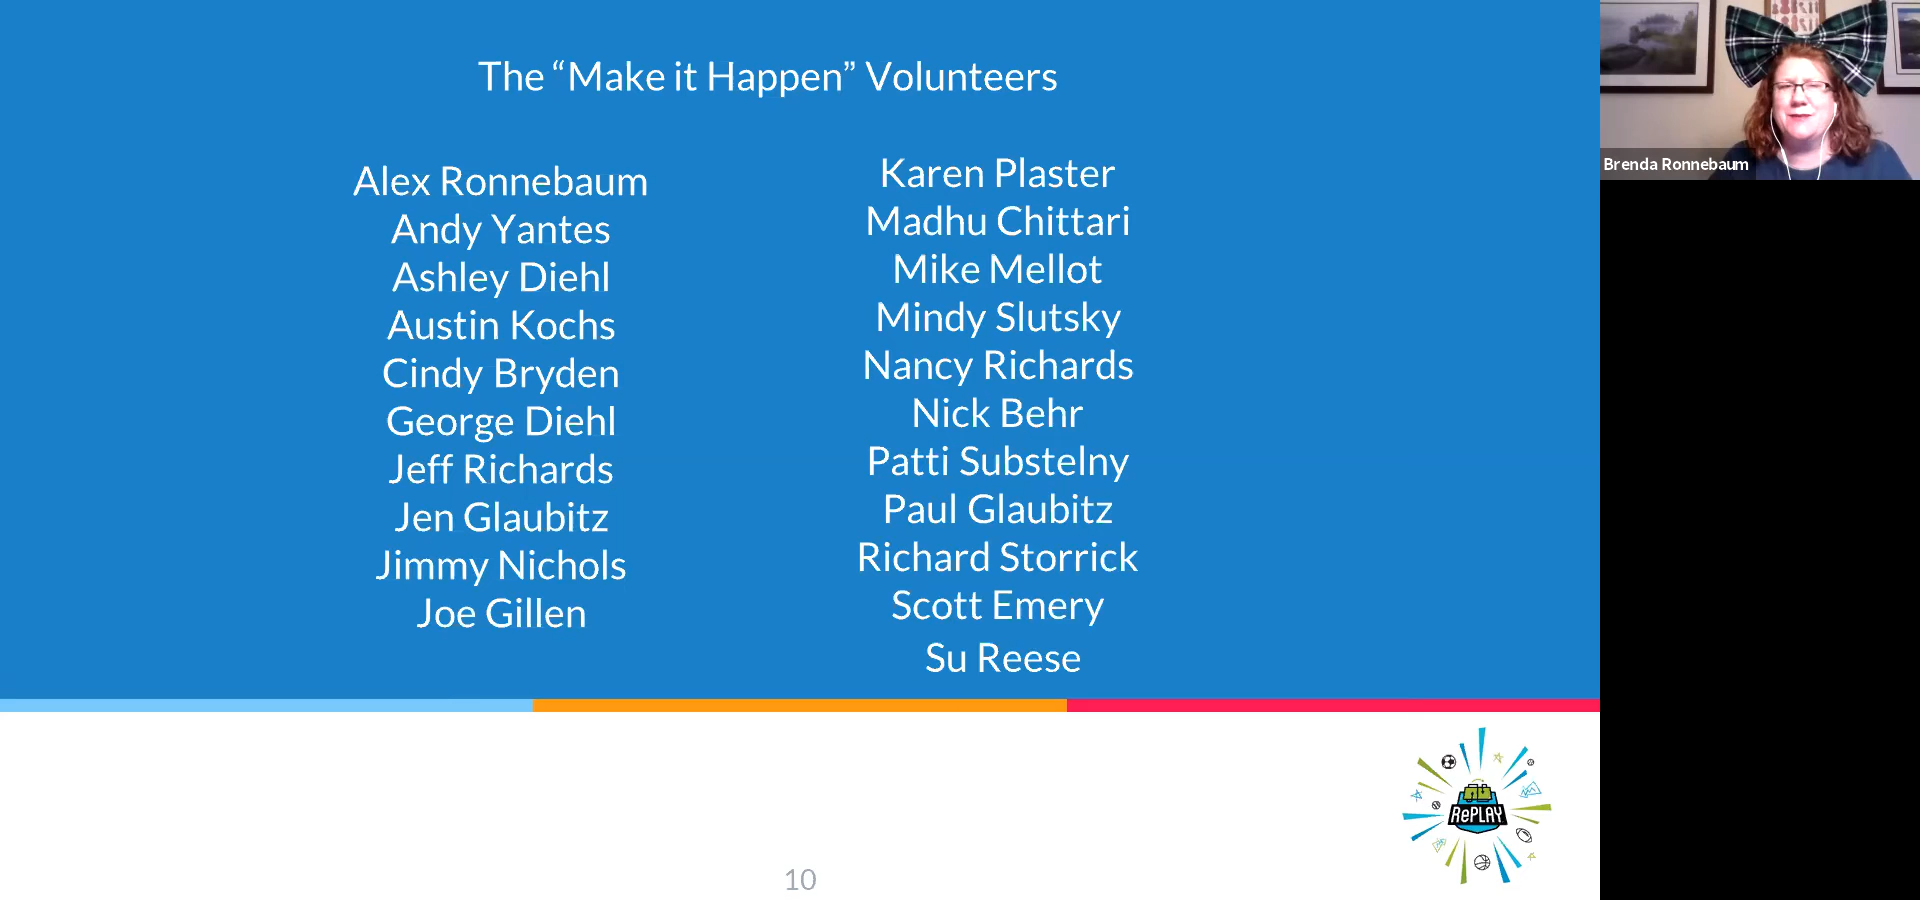 The “Make it Happen” Volunteers
Alex Ronnebaum
Andy Yantes
Ashley Diehl
Austin Kochs
Cindy Bryden
George Diehl
Jeff Richards
Jen Glaubitz
Jimmy Nichols
Joe Gillen
Karen Plaster
Madhu Chittari
Mike Mellot
Mindy Slutsky
Nancy Richards
Nick Behr
Patti Substelny
Paul Glaubitz
Richard Storrick
Scott Emery
Su Reese
Brenda Ronnebaum
RePLAY
10